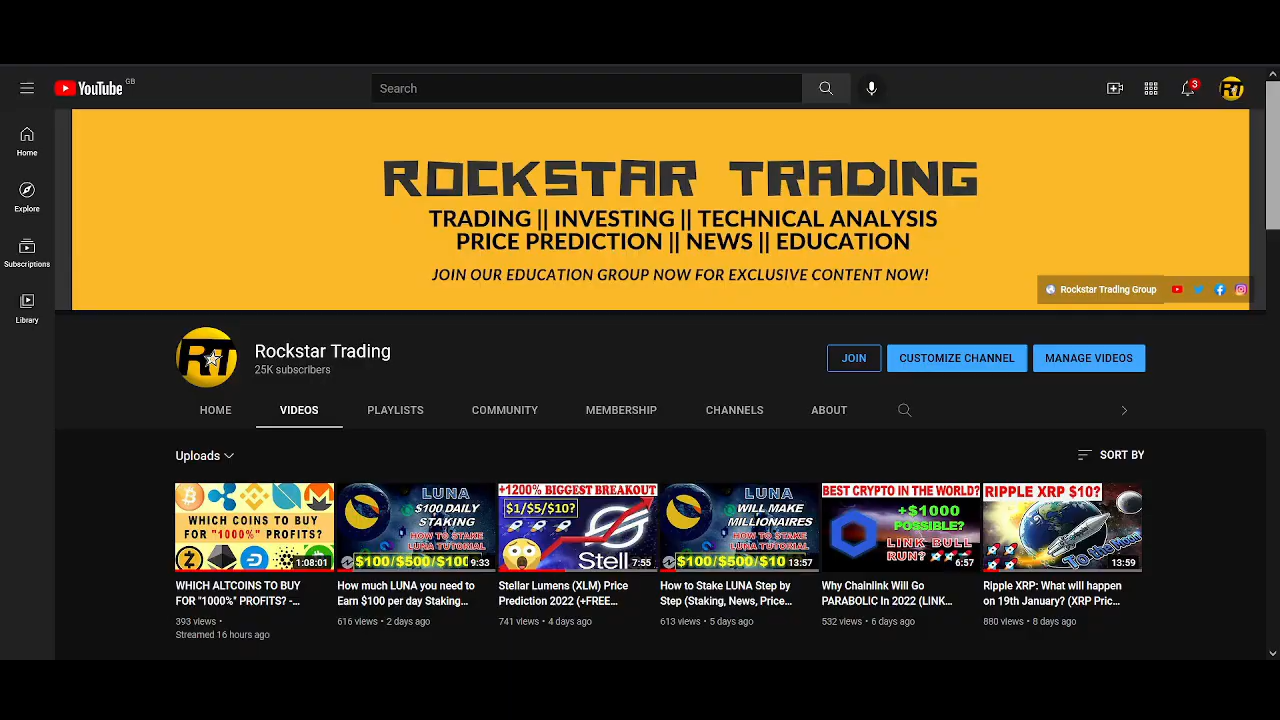 YouTube GB
Search
3
RT
Home
Explore
Subscriptions
Library
ROCKSTAR TRADING
TRADING || INVESTING || TECHNICAL ANALYSIS
PRICE PREDICTION || NEWS || EDUCATION
JOIN OUR EDUCATION GROUP NOW FOR EXCLUSIVE CONTENT NOW!
Rockstar Trading Group
RT
Rockstar Trading
25K subscribers
JOIN
CUSTOMIZE CHANNEL
MANAGE VIDEOS
HOME
VIDEOS
PLAYLISTS
COMMUNITY
MEMBERSHIP
CHANNELS
ABOUT
Uploads
SORT BY
WHICH COINS TO BUY
FOR "1000%" PROFITS?
1:08:01
WHICH ALTCOINS TO BUY
FOR "1000%" PROFITS? -...
393 views •
Streamed 16 hours ago
LUNA
$100 DAILY
STAKING
HOW TO STAKE
LUNA TUTORIAL
$100/$500/$100
9:33
How much LUNA you need to
Earn $100 per day Staking...
616 views • 2 days ago
+1200% BIGGEST BREAKOUT
$1/$5/$10?
Stell
7:55
Stellar Lumens (XLM) Price
Prediction 2022 (+FREE...
741 views • 4 days ago
LUNA
WILL MAKE
MILLIONAIRES
HOW TO STAKE
LUNA TUTORIAL
$100/$500/$10
13:57
How to Stake LUNA Step by
Step (Staking, News, Price...
613 views • 5 days ago
BEST CRYPTO IN THE WORLD?
+$1000
POSSIBLE?
LINK BULL
RUN?
6:57
Why Chainlink Will Go
PARABOLIC In 2022 (LINK...
532 views • 6 days ago
RIPPLE XRP $10?
13:59
Ripple XRP: What will happen
on 19th January? (XRP Pric...
880 views • 8 days ago